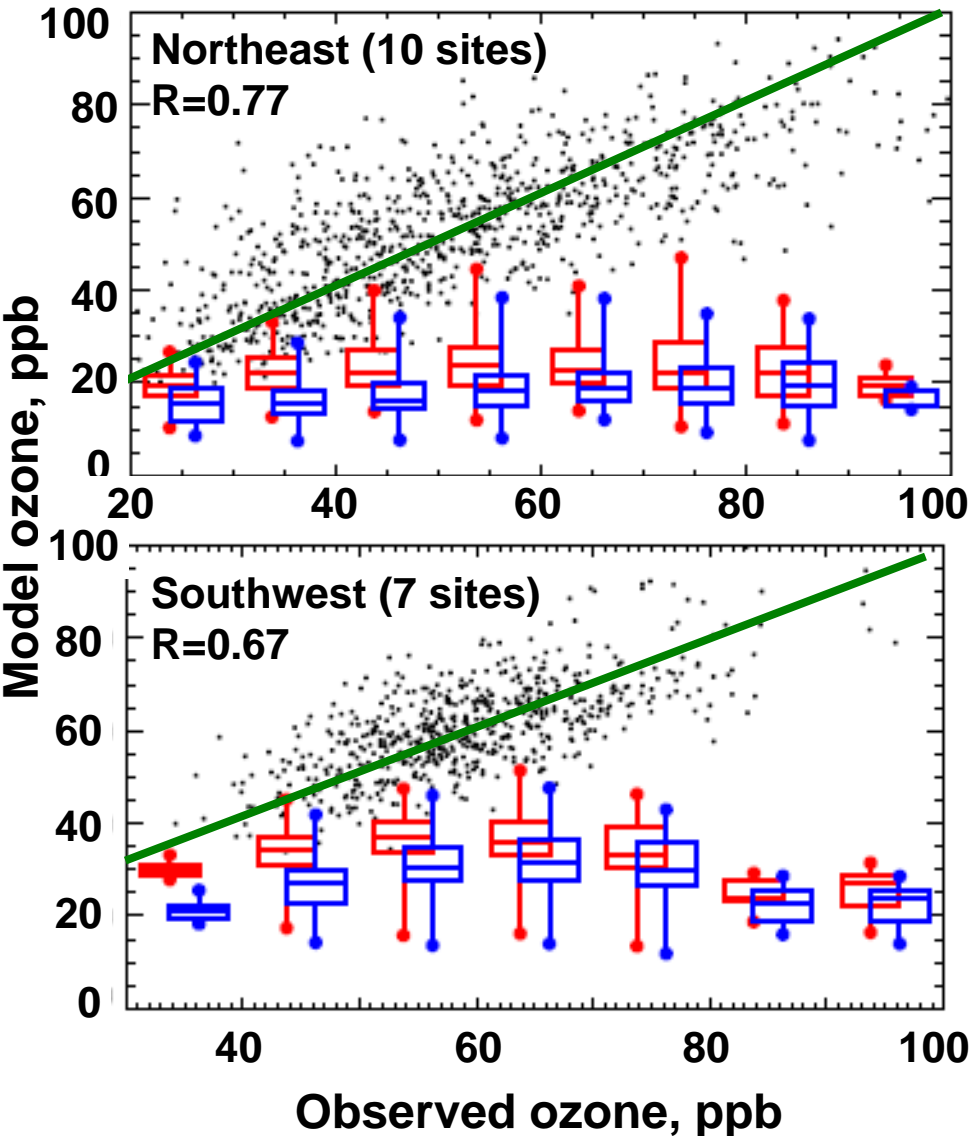 Model ozone, ppb
100
80
60
40
20
0
Northeast (10 sites)
R=0.77
20 40 60 80 100
100
80
60
40
20
0
Southwest (7 sites)
R=0.67
40 60 80 100
Observed ozone, ppb